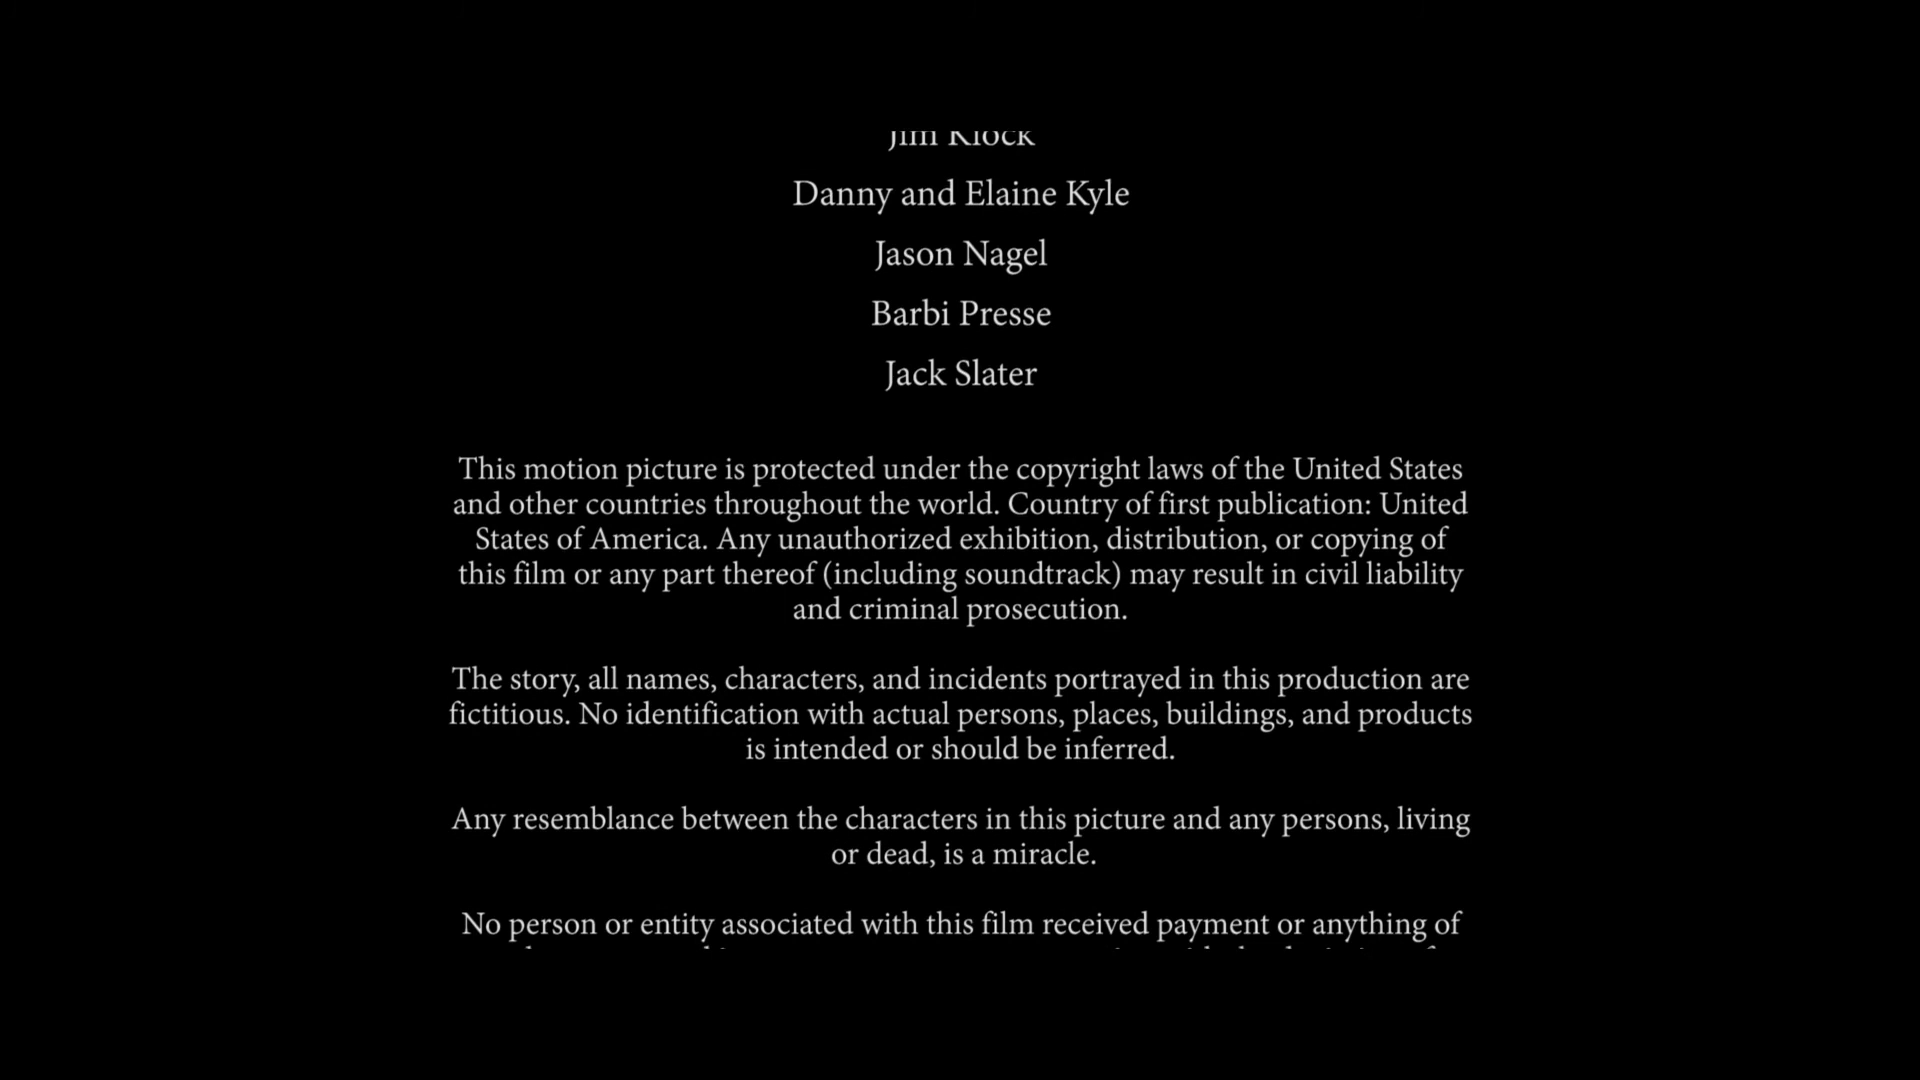 Jim Klock
Danny and Elaine Kyle
Jason Nagel
Barbi Presse
Jack Slater
This motion picture is protected under the copyright laws of the United States
and other countries throughout the world. Country of first publication: United
States of America. Any unauthorized exhibition, distribution, or copying of
this film or any part thereof (including soundtrack) may result in civil liability
and criminal prosecution.
The story, all names, characters, and incidents portrayed in this production are
fictitious. No identification with actual persons, places, buildings, and products
is intended or should be inferred.
Any resemblance between the characters in this picture and any persons, living
or dead, is a miracle.
No person or entity associated with this film received payment or anything of